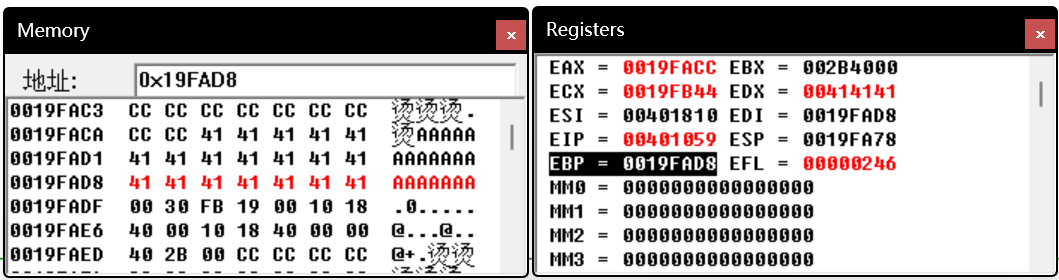 Memory
x
地址:
0x19FAD8
0019FAC3 CC CC CC CC CC CC CC 烫烫烫.
0019FACA CC CC 41 41 41 41 41 烫AAAAA
0019FAD1 41 41 41 41 41 41 41 AAAAAAA
0019FAD8 41 41 41 41 41 41 41 AAAAAAA
0019FADF 00 30 FB 19 00 10 18 .0.....
0019FAE6 40 00 10 18 40 00 00 @...@..
0019FAED 40 2B 00 CC CC CC CC @+.烫烫
Registers
x
EAX = 0019FACC EBX = 002B4000
ECX = 0019FB44 EDX = 00414141
ESI = 00401810 EDI = 0019FAD8
EIP = 00401059 ESP = 0019FA78
EBP = 0019FAD8 EFL = 00000246
MM0 = 0000000000000000
MM1 = 0000000000000000
MM2 = 0000000000000000
MM3 = 0000000000000000